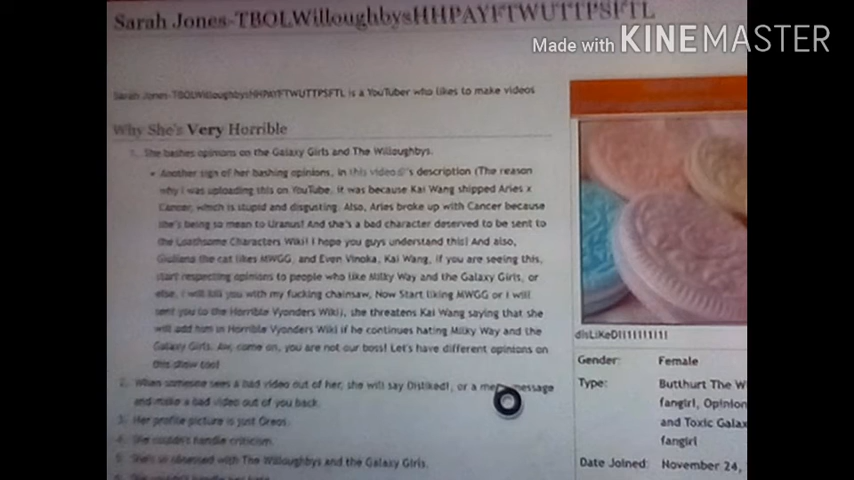 Sarah Jones-TBOLWilloughbysHHPAYFTWUTTPSFTL
Made with KINEMASTER
Sarah Jones-TBOLWilloughbysHHPAYFTWUTTPSFTL is a YouTuber who likes to make videos
Why She's Very Horrible
1. She bashes opinions on the Galaxy Girls and The Willoughbys.
• Another sign of her bashing opinions, in this video's description (The reason
why I was uploading this on YouTube. It was because Kai Wang shipped Aries x
Cancer, which is stupid and disgusting. Also, Aries broke up with Cancer because
she's being so mean to Uranus! And she's a bad character deserved to be sent to
the Loathsome Characters Wiki! I hope you guys understand this! And also,
Giuliana the cat likes MWGG, and Even Vinoka, Kai Wang, if you are seeing this,
start respecting opinions to people who like Milky Way and the Galaxy Girls, or
else, I will kill you with my fucking chainsaw, Now Start liking MWGG or I will
sent you to the Horrible Vyonders Wiki), she threatens Kai Wang saying that she
will add him in Horrible Vyonders Wiki if he continues hating Milky Way and the
Galaxy Girls. Aw, come on, you are not our boss! Let's have different opinions on
this show too!
2. When someone sees a bad video out of her, she will say Disliked!, or a mean message
and make a bad video out of you back.
3. Her profile picture is just Oreos.
4. She couldn't handle criticism.
5. She's so obsessed with The Willoughbys and the Galaxy Girls.
disLiKeD!!1!1!1!1!
Gender: Female
Type: Butthurt The W
fangirl, Opinion
and Toxic Galax
fangirl
Date Joined: November 24,